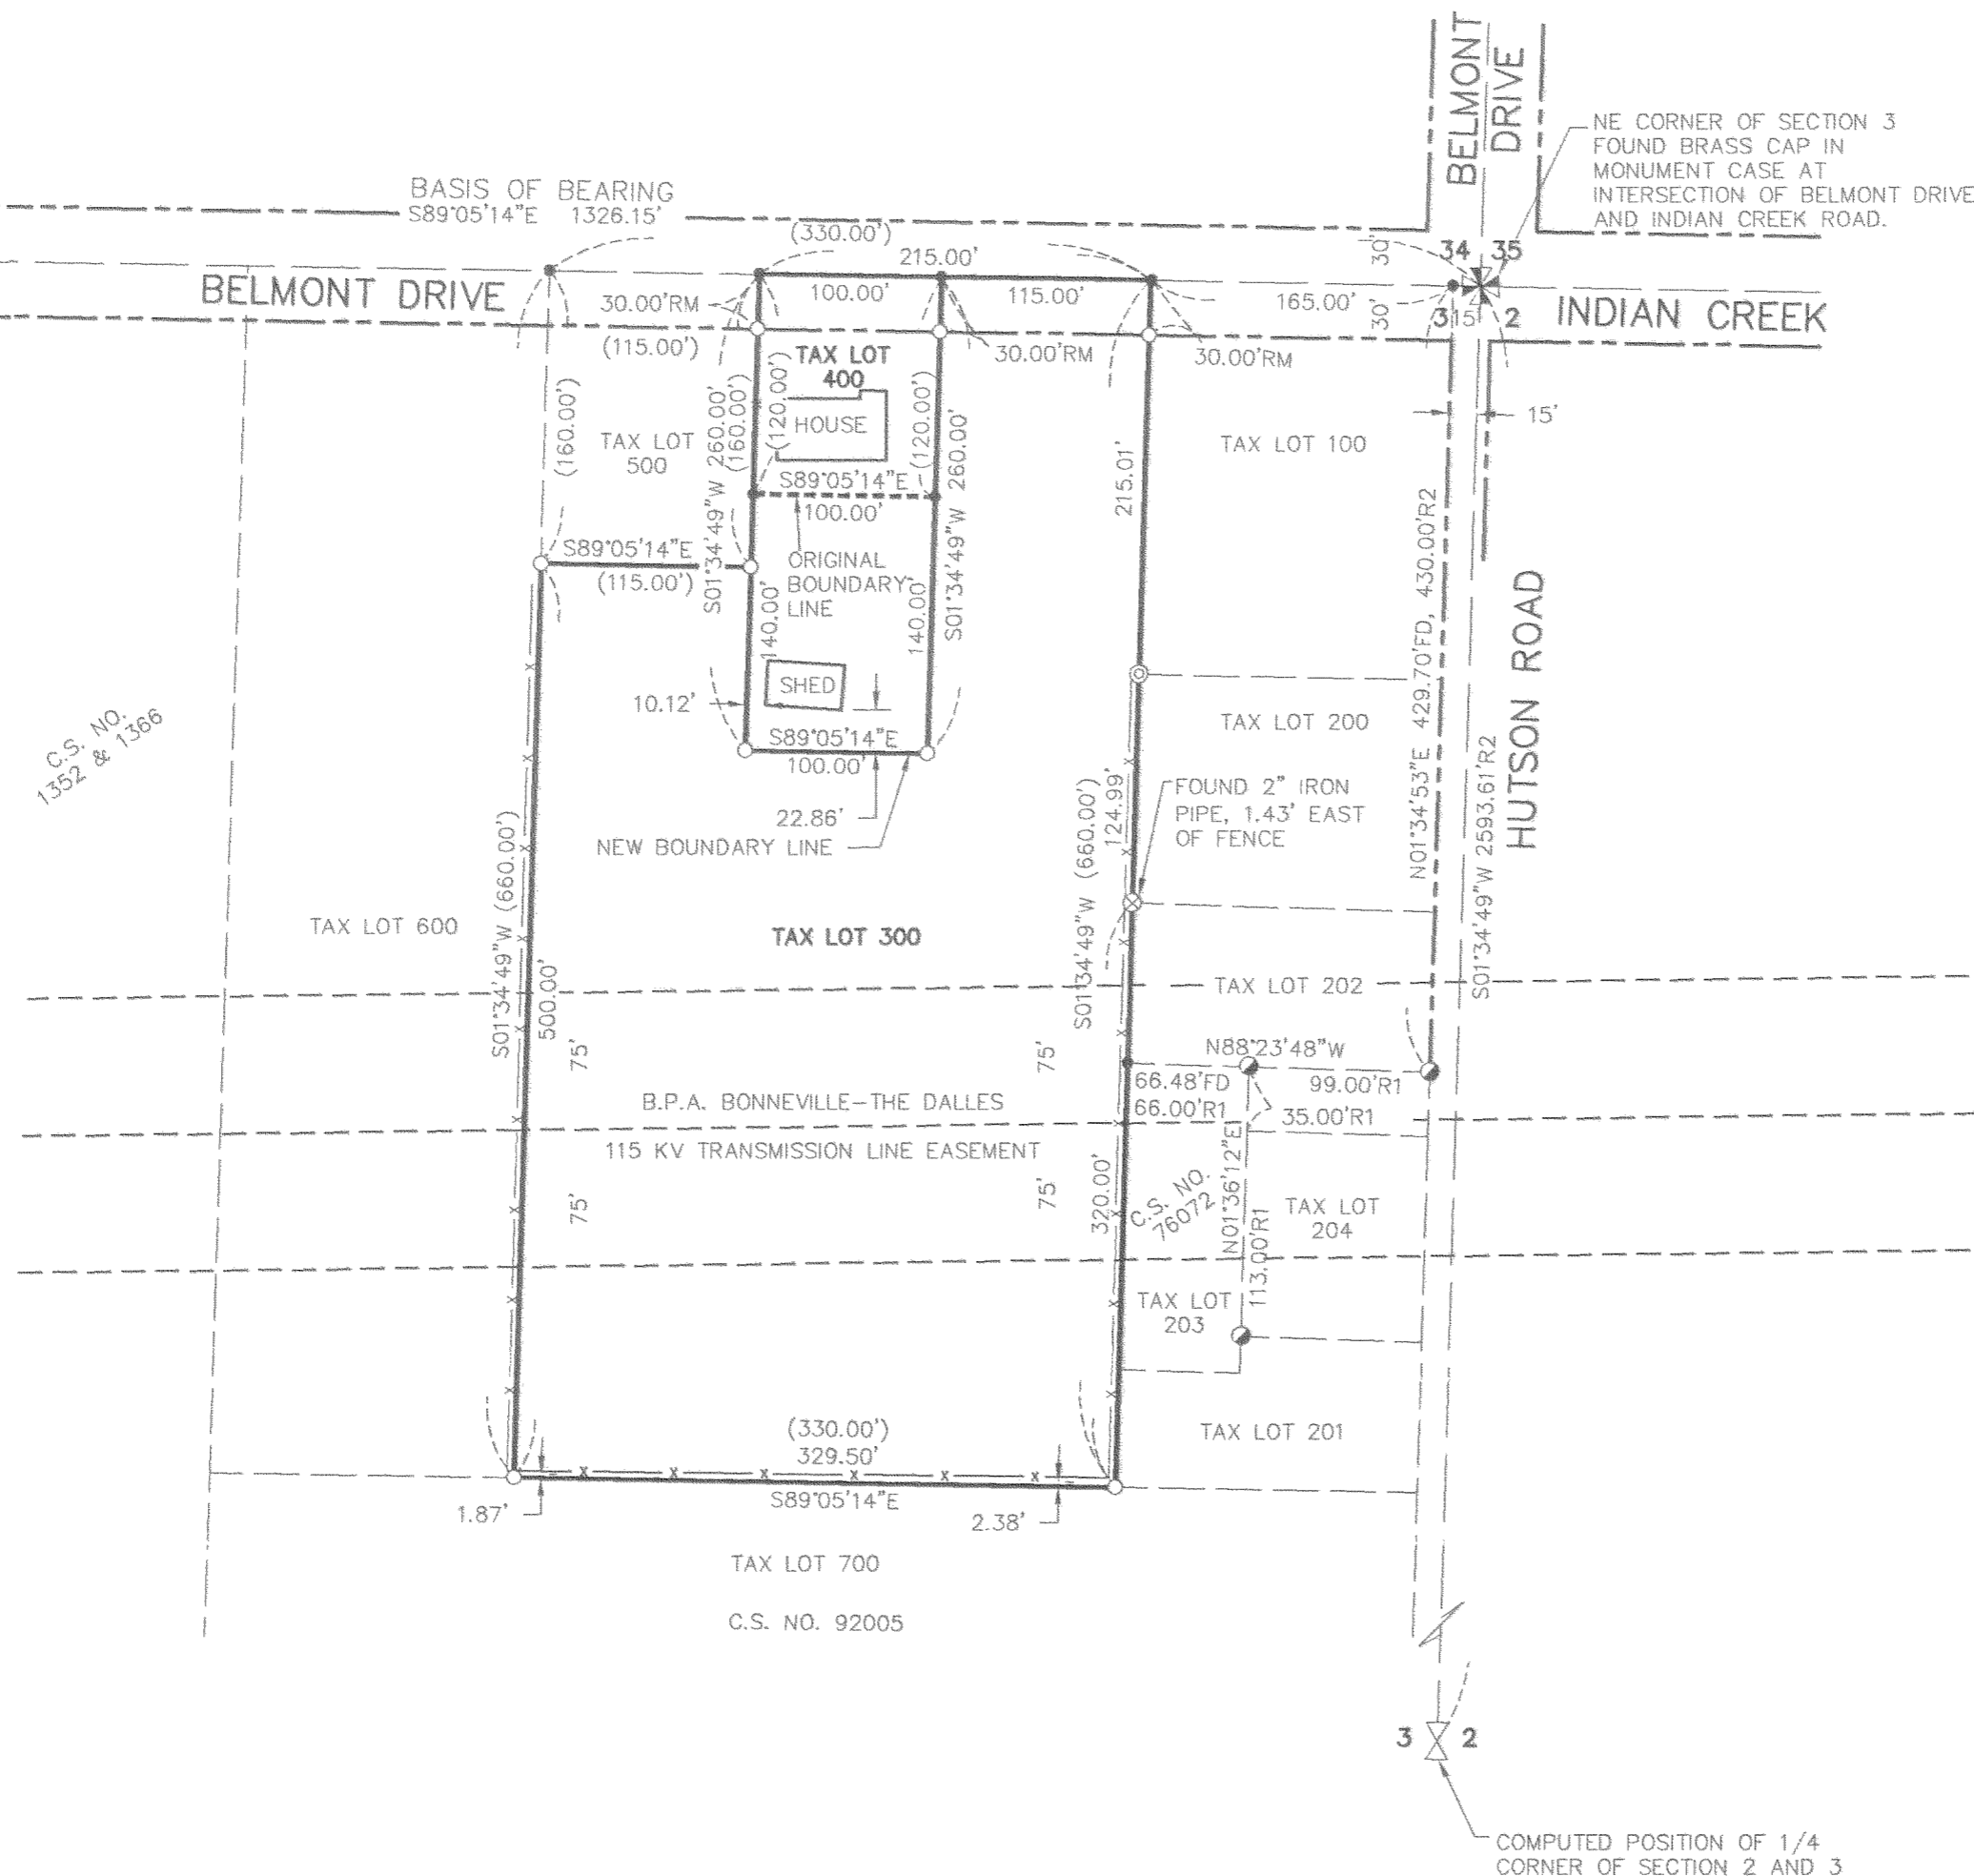 BELMONT
DRIVE
NE CORNER OF SECTION 3
FOUND BRASS CAP IN
MONUMENT CASE AT
INTERSECTION OF BELMONT DRIVE
AND INDIAN CREEK ROAD.
BASIS OF BEARING
S89°05'14"E 1326.15'
(330.00')
215.00'
30'
34 35
BELMONT DRIVE
30.00'RM
100.00'
115.00'
165.00'
30'
3 15' 2
INDIAN CREEK
(115.00')
TAX LOT
400
30.00'RM
30.00'RM
(160.00')
TAX LOT
500
S01°34'49"W 260.00'
(160.00')
(120.00')
HOUSE
(120.00')
S01°34'49"W 260.00'
215.01'
TAX LOT 100
15'
S89°05'14"E
100.00'
S89°05'14"E
(115.00')
ORIGINAL
BOUNDARY
LINE
140.00'
140.00'
N01°34'53"E 429.70'FD, 430.00'R2
HUTSON ROAD
S01°34'49"W 2593.61'R2
SHED
10.12'
C.S. NO.
1352 & 1366
S89°05'14"E
100.00'
TAX LOT 200
22.86'
NEW BOUNDARY LINE
124.99'
S01°34'49"W (660.00')
FOUND 2" IRON
PIPE, 1.43' EAST
OF FENCE
S01°34'49"W (660.00')
500.00'
TAX LOT 600
TAX LOT 300
TAX LOT 202
75'
75'
N88°23'48"W
66.48'FD
66.00'R1
99.00'R1
35.00'R1
B.P.A. BONNEVILLE-THE DALLES
115 KV TRANSMISSION LINE EASEMENT
75'
75'
320.00'
C.S. NO.
76072
N01°36'12"E
113.00'R1
TAX LOT
204
TAX LOT
203
(330.00')
329.50'
S89°05'14"E
TAX LOT 201
1.87'
2.38'
TAX LOT 700
C.S. NO. 92005
3 2
COMPUTED POSITION OF 1/4
CORNER OF SECTION 2 AND 3